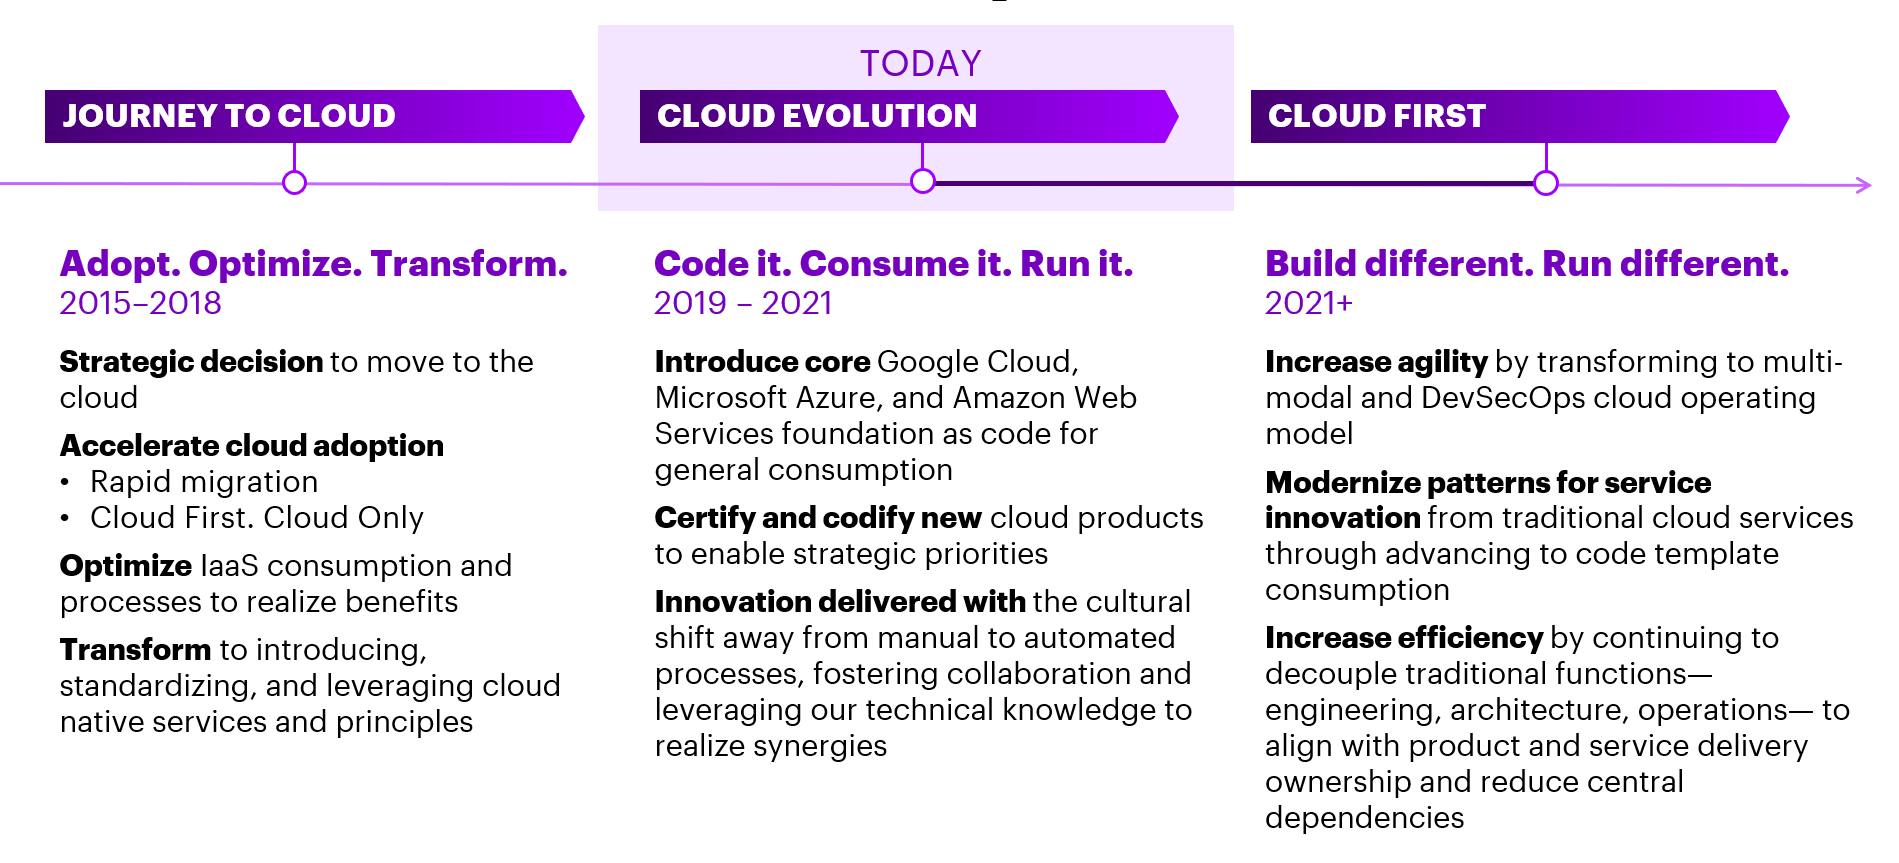 TODAY
JOURNEY TO CLOUD
CLOUD EVOLUTION
CLOUD FIRST
Adopt. Optimize. Transform.
2015–2018
Strategic decision to move to the
cloud
Accelerate cloud adoption
• Rapid migration
• Cloud First. Cloud Only
Optimize IaaS consumption and
processes to realize benefits
Transform to introducing,
standardizing, and leveraging cloud
native services and principles
Code it. Consume it. Run it.
2019 – 2021
Introduce core Google Cloud,
Microsoft Azure, and Amazon Web
Services foundation as code for
general consumption
Certify and codify new cloud products
to enable strategic priorities
Innovation delivered with the cultural
shift away from manual to automated
processes, fostering collaboration and
leveraging our technical knowledge to
realize synergies
Build different. Run different.
2021+
Increase agility by transforming to multi-
modal and DevSecOps cloud operating
model
Modernize patterns for service
innovation from traditional cloud services
through advancing to code template
consumption
Increase efficiency by continuing to
decouple traditional functions—
engineering, architecture, operations— to
align with product and service delivery
ownership and reduce central
dependencies